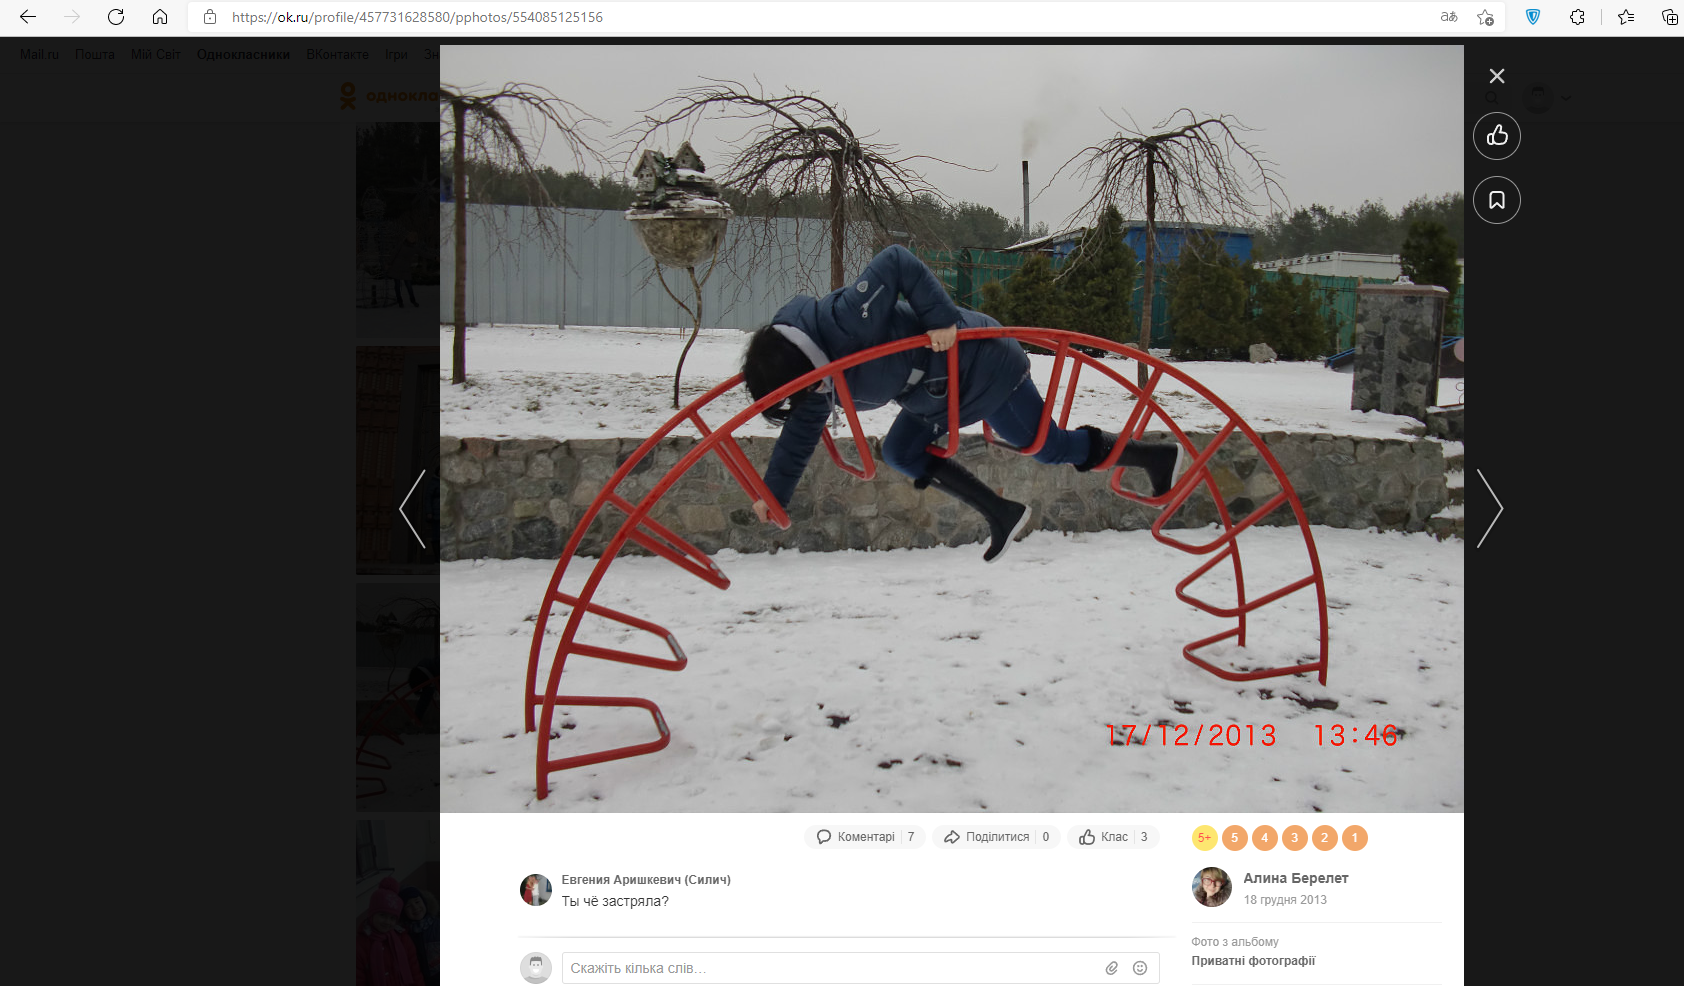 https://ok.ru/profile/457731628580/pphotos/554085125156
Mail.ru Пошта Мій Світ Однокласники ВКонтакте Ігри
17/12/2013 13:46
Коментарі 7 Поділитися 0 Клас 3
5+ 5 4 3 2 1
Евгения Аришкевич (Силич)
Ты чё застряла?
Скажіть кілька слів...
Алина Берелет
18 грудня 2013
Фото з альбому
Приватні фотографії